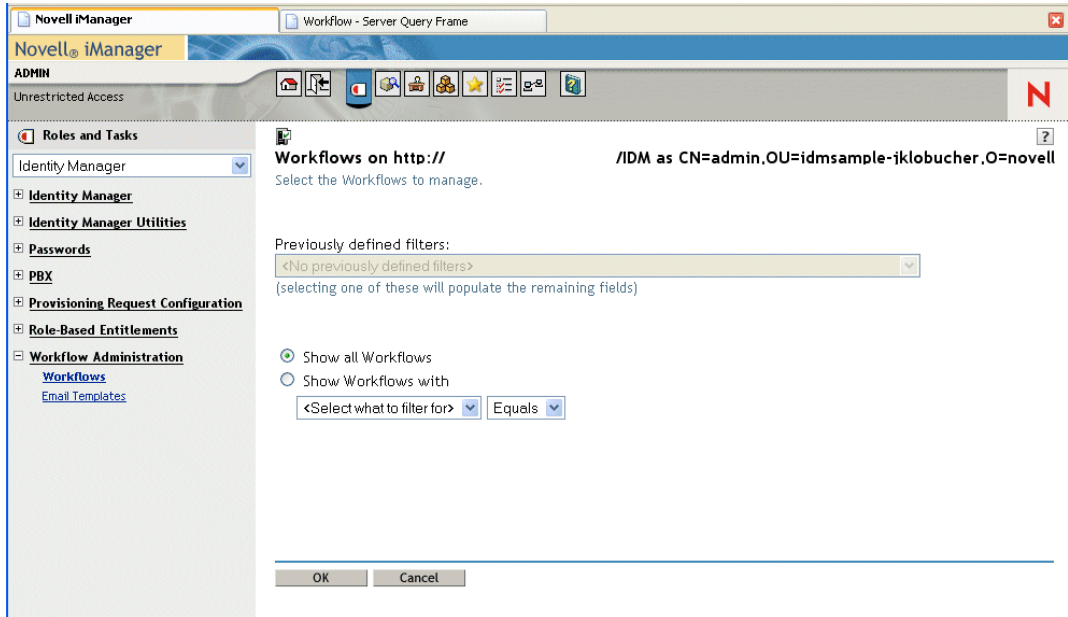 Novell iManager
Workflow - Server Query Frame
Novell® iManager
ADMIN
Unrestricted Access
N
Roles and Tasks
Identity Manager
Identity Manager
Identity Manager Utilities
Passwords
PBX
Provisioning Request Configuration
Role-Based Entitlements
Workflow Administration
Workflows
Email Templates
?
Workflows on http:// /IDM as CN=admin,OU=idmsample-jklobucher,O=novell
Select the Workflows to manage.
Previously defined filters:
<No previously defined filters>
(selecting one of these will populate the remaining fields)
Show all Workflows
Show Workflows with
<Select what to filter for> Equals
OK Cancel